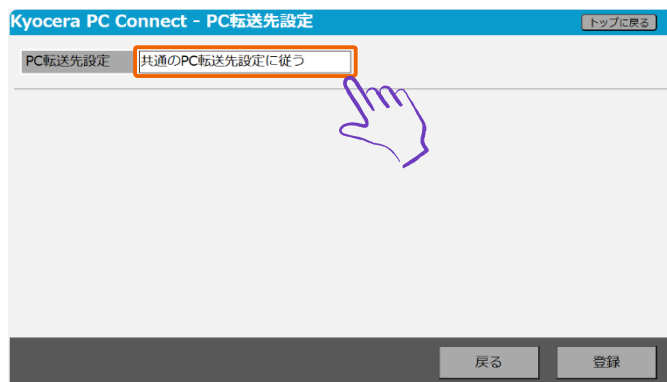 Kyocera PC Connect - PC転送先設定
トップに戻る
PC転送先設定
共通のPC転送先設定に従う
戻る
登録